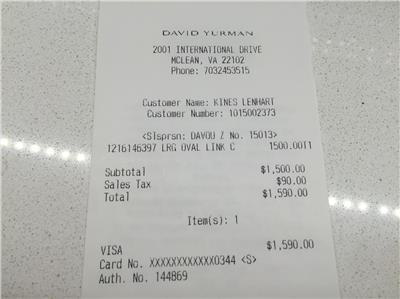 DAVID YURMAN
2001 INTERNATIONAL DRIVE
MCLEAN, VA 22102
Phone: 7032453515
Customer Name: KINES LENHART
Customer Number: 1015002373
<Slsprsn: DAVOU Z No. 15013>
1216146397 LRG OVAL LINK C 1500.00T1
Subtotal $1,500.00
Sales Tax $90.00
Total $1,590.00
Item(s): 1
VISA $1,590.00
Card No. XXXXXXXXXXXX0344 <S>
Auth. No. 144869